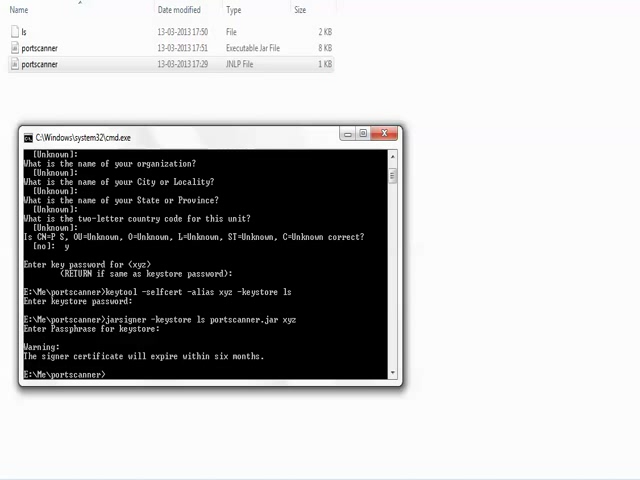 Name Date modified Type Size
ls 13-03-2013 17:50 File 2 KB
portscanner 13-03-2013 17:51 Executable Jar File 8 KB
portscanner 13-03-2013 17:29 JNLP File 1 KB
C:\Windows\system32\cmd.exe
[Unknown]:
What is the name of your organization?
[Unknown]:
What is the name of your City or Locality?
[Unknown]:
What is the name of your State or Province?
[Unknown]:
What is the two-letter country code for this unit?
[Unknown]:
Is CN=P S, OU=Unknown, O=Unknown, L=Unknown, ST=Unknown, C=Unknown correct?
[no]: y
Enter key password for <xyz>
(RETURN if same as keystore password):
E:\Me\portscanner>keytool -selfcert -alias xyz -keystore ls
Enter keystore password:
E:\Me\portscanner>jarsigner -keystore ls portscanner.jar xyz
Enter Passphrase for keystore:
Warning:
The signer certificate will expire within six months.
E:\Me\portscanner>